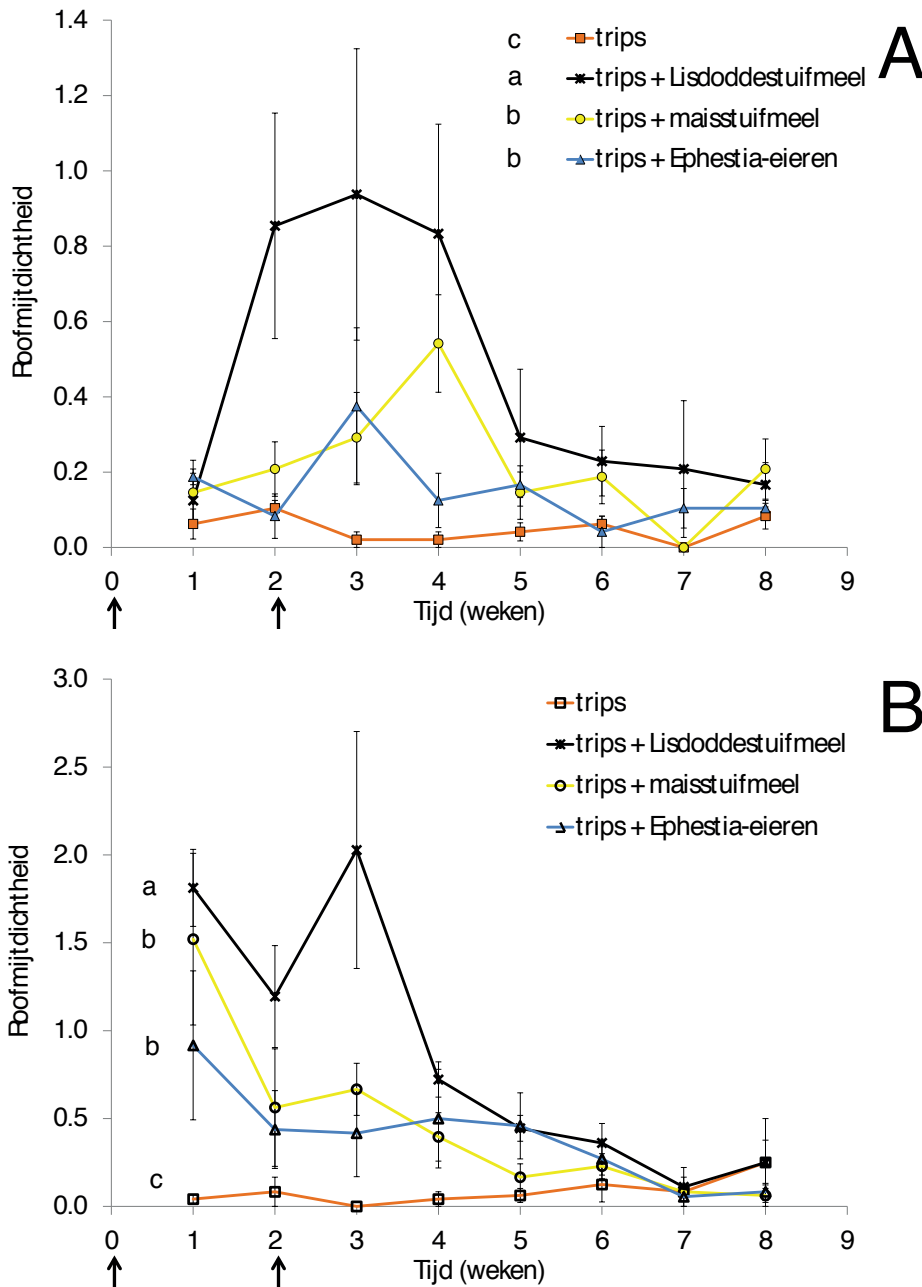 A
c trips
a trips + Lisdoddestuifmeel
b trips + maisstuifmeel
b trips + Ephestia-eieren
Roofmijtdichtheid
1.4
1.2
1.0
0.8
0.6
0.4
0.2
0.0
0 1 2 3 4 5 6 7 8 9
Tijd (weken)
B
trips
trips + Lisdoddestuifmeel
trips + maisstuifmeel
trips + Ephestia-eieren
Roofmijtdichtheid
3.0
2.5
2.0
1.5
1.0
0.5
0.0
a
b
b
c
0 1 2 3 4 5 6 7 8 9
Tijd (weken)